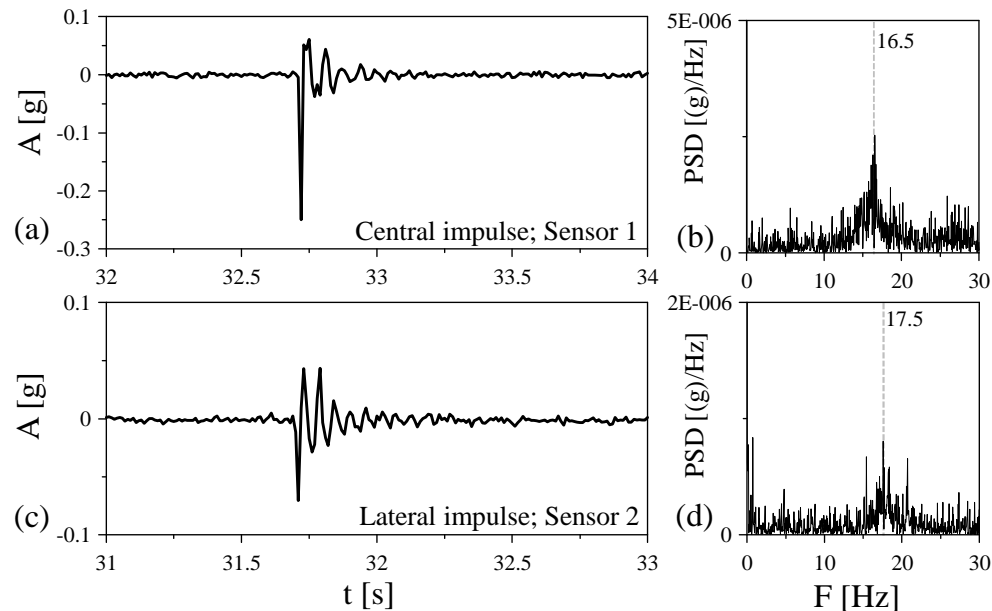 A [g]
0.1
0
-0.1
-0.2
-0.3
(a)
Central impulse; Sensor 1
32
32.5
33
33.5
34
PSD [(g)/Hz]
5E-006
0
16.5
(b)
0
10
20
30
A [g]
0.1
0
-0.1
(c)
Lateral impulse; Sensor 2
31
31.5
32
32.5
33
t [s]
PSD [(g)/Hz]
2E-006
0
17.5
(d)
0
10
20
30
F [Hz]